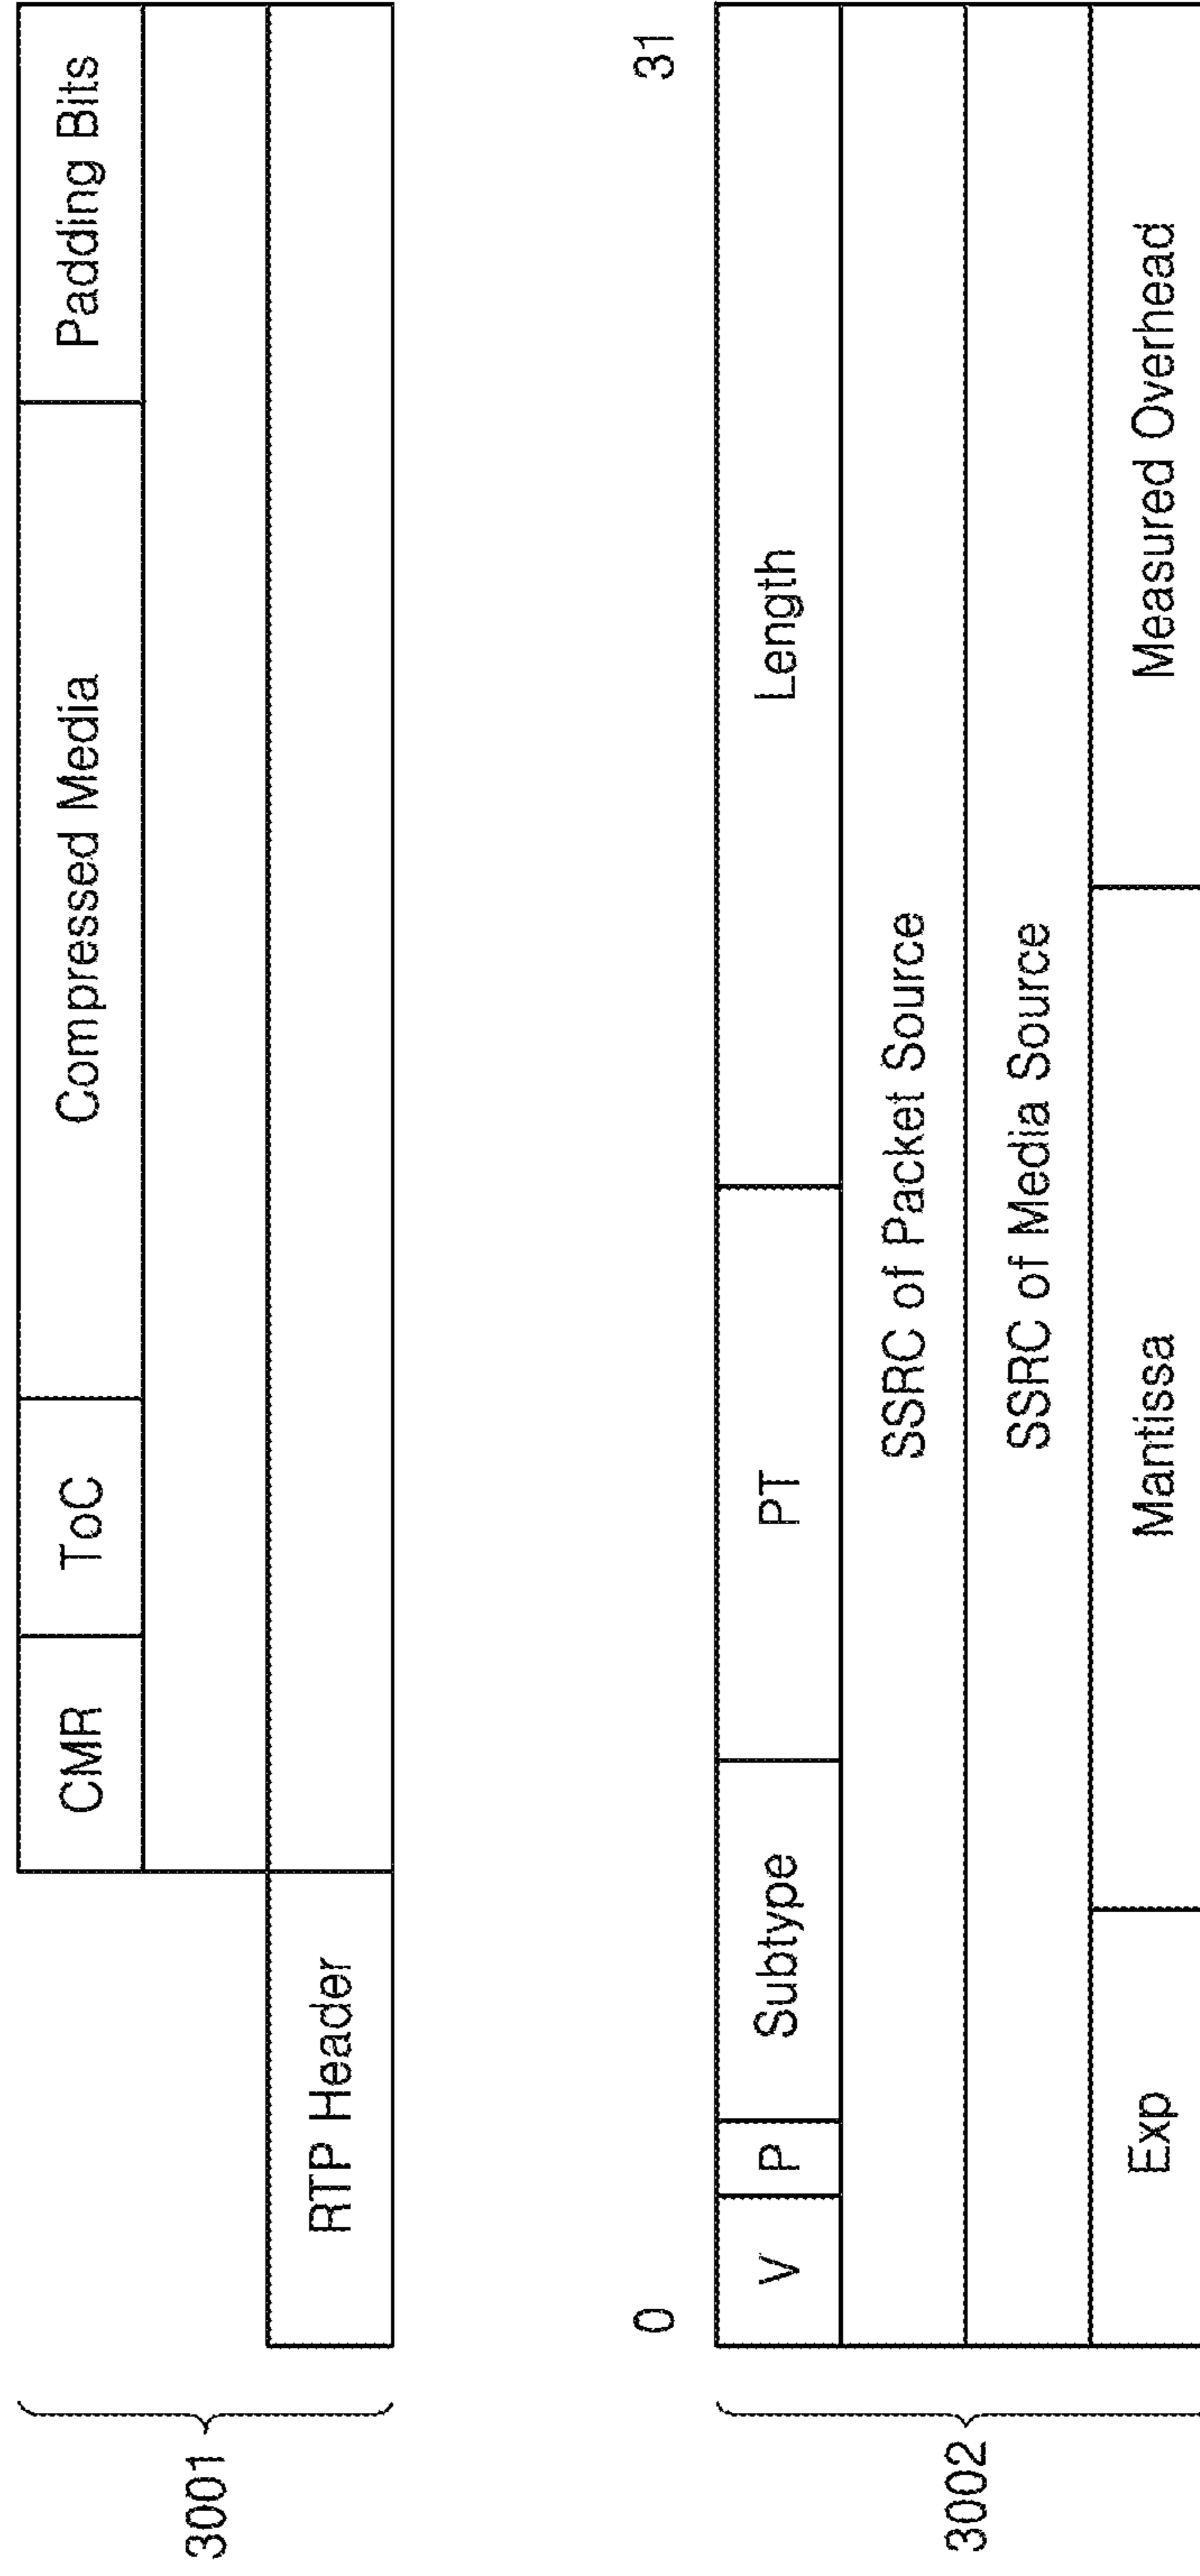 3001
CMR ToC Compressed Media Padding Bits
RTP Header
0 31
3002
V P Subtype PT Length
SSRC of Packet Source
SSRC of Media Source
Exp Mantissa Measured Overhead